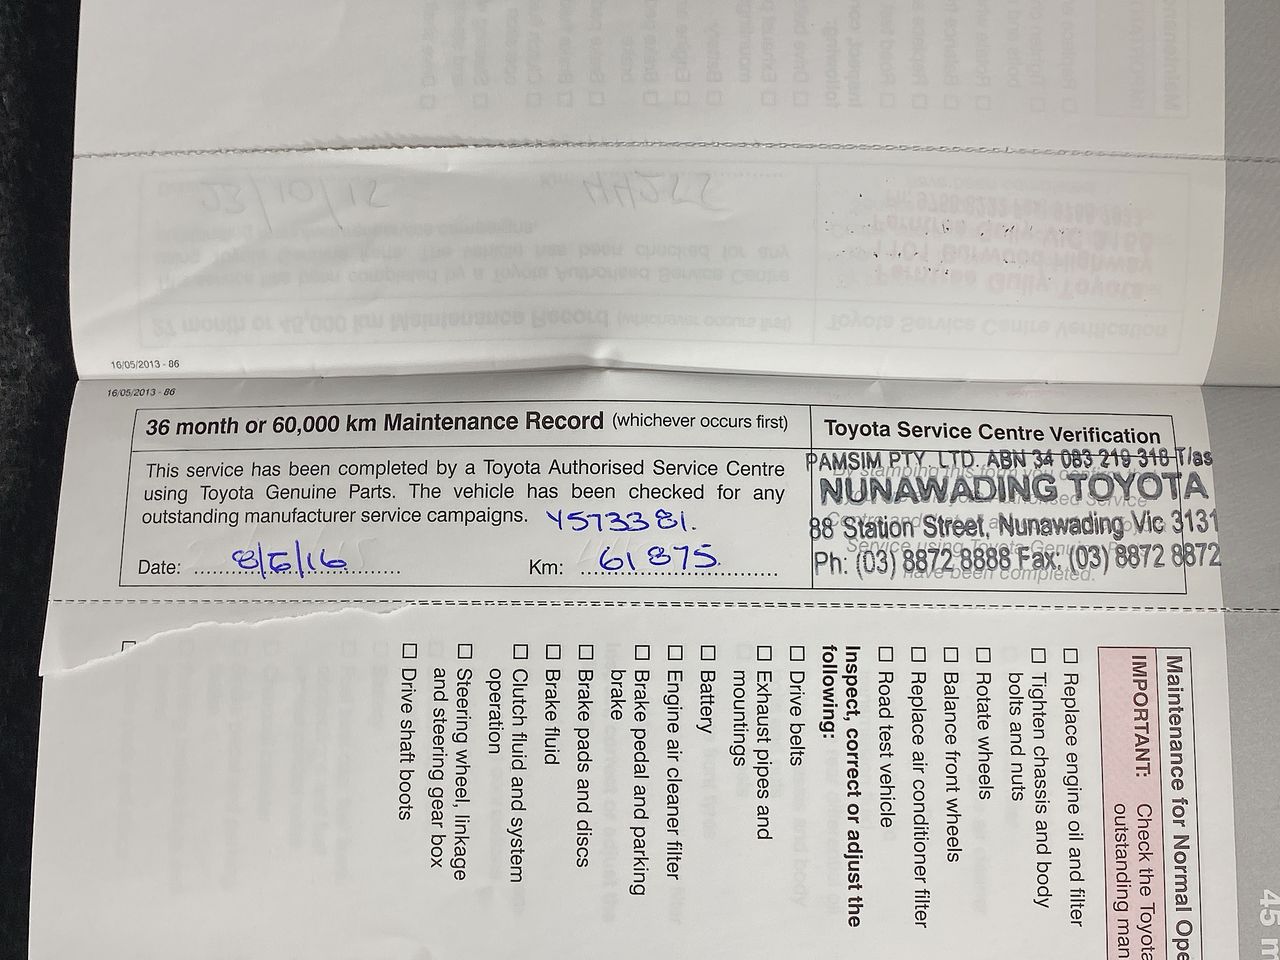 16/05/2013 - 86
16/05/2013 - 86
36 month or 60,000 km Maintenance Record (whichever occurs first)
This service has been completed by a Toyota Authorised Service Centre
using Toyota Genuine Parts. The vehicle has been checked for any
outstanding manufacturer service campaigns. Y573381.
Date: 8/6/16 Km: 61875
Toyota Service Centre Verification
PAMSIM PTY. LTD. ABN 34 083 219 318 T/as
NUNAWADING TOYOTA
88 Station Street, Nunawading Vic 3131
Ph: (03) 8872 8888 Fax: (03) 8872 8872
have been completed.
Maintenance for Normal Ope
IMPORTANT: Check the Toyota
outstanding man
☐ Replace engine oil and filter
☐ Tighten chassis and body
bolts and nuts
☐ Rotate wheels
☐ Balance front wheels
☐ Replace air conditioner filter
☐ Road test vehicle
Inspect, correct or adjust the
following:
☐ Drive belts
☐ Exhaust pipes and
mountings
☐ Battery
☐ Engine air cleaner filter
☐ Brake pedal and parking
brake
☐ Brake pads and discs
☐ Brake fluid
☐ Clutch fluid and system
operation
☐ Steering wheel, linkage
and steering gear box
☐ Drive shaft boots
45 m